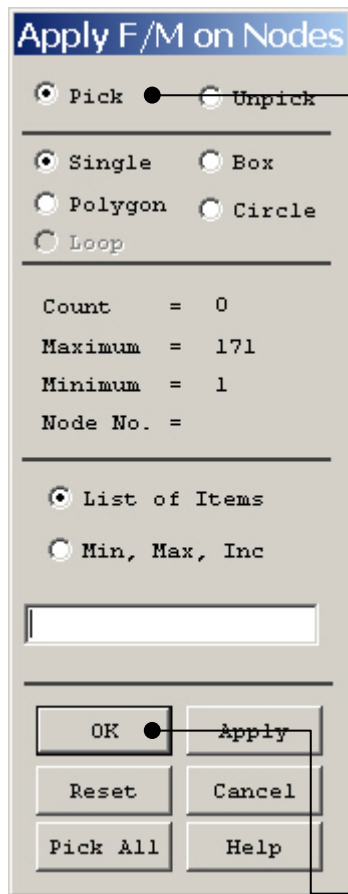 Apply F/M on Nodes
Pick Unpick
Single Box
Polygon Circle
Loop
Count = 0
Maximum = 171
Minimum = 1
Node No. =
List of Items
Min, Max, Inc
OK Apply
Reset Cancel
Pick All Help